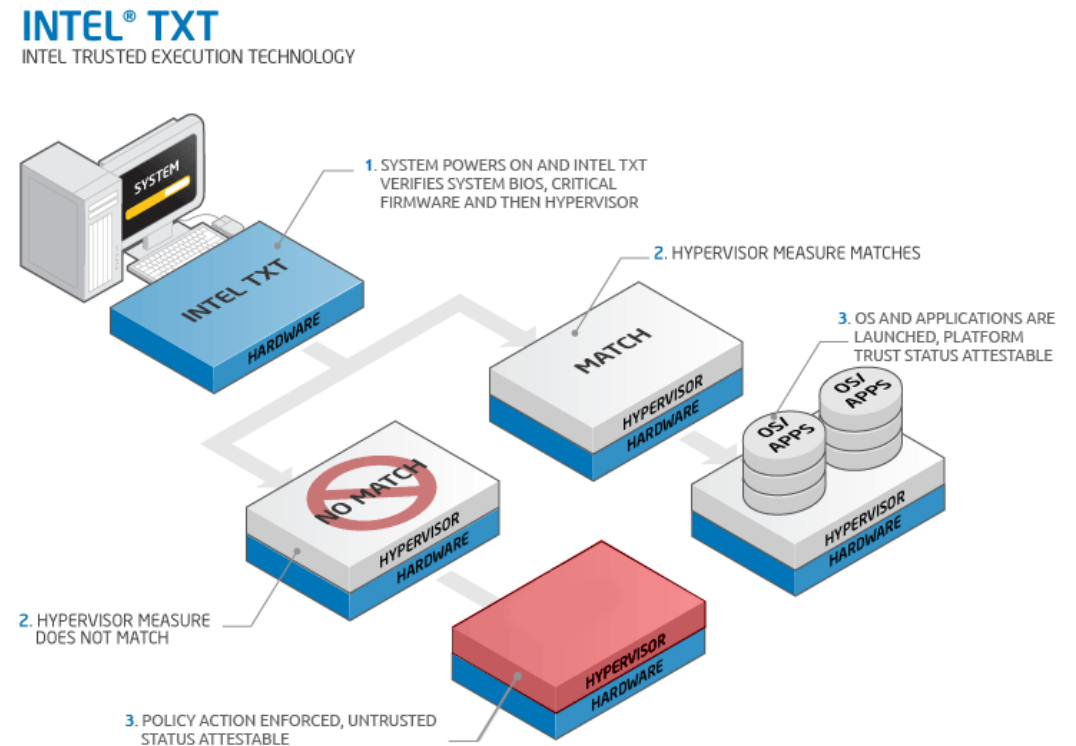 INTEL® TXT
INTEL TRUSTED EXECUTION TECHNOLOGY
SYSTEM
INTEL TXT
HARDWARE
1. SYSTEM POWERS ON AND INTEL TXT
VERIFIES SYSTEM BIOS, CRITICAL
FIRMWARE AND THEN HYPERVISOR
2. HYPERVISOR MEASURE MATCHES
MATCH
HYPERVISOR
HARDWARE
3. OS AND APPLICATIONS ARE
LAUNCHED, PLATFORM
TRUST STATUS ATTESTABLE
OS/
APPS
OS/
APPS
HYPERVISOR
HARDWARE
NO MATCH
HYPERVISOR
HARDWARE
2. HYPERVISOR MEASURE
DOES NOT MATCH
HYPERVISOR
HARDWARE
3. POLICY ACTION ENFORCED, UNTRUSTED
STATUS ATTESTABLE